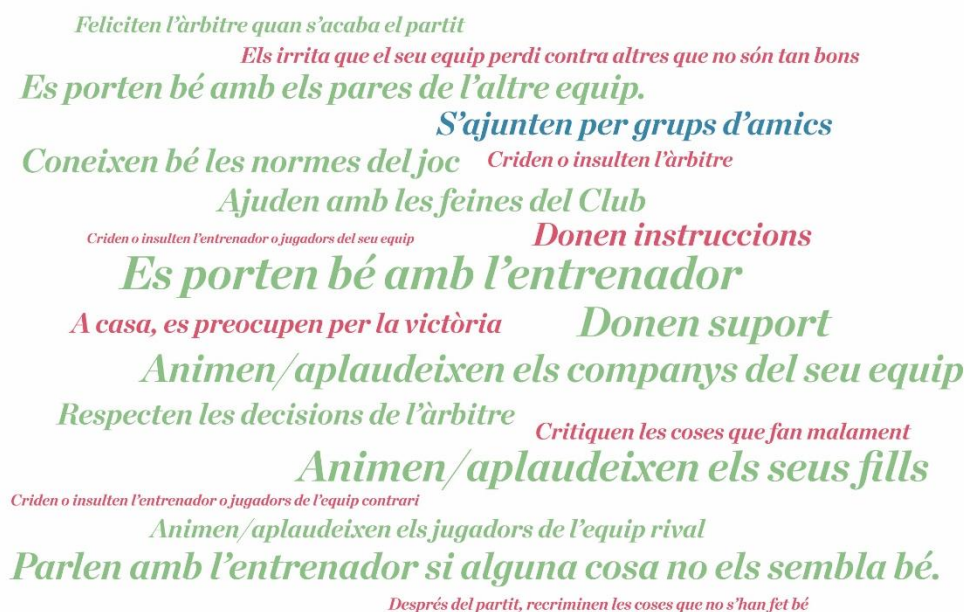 Feliciten l’àrbitre quan s’acaba el partit
Els irrita que el seu equip perdi contra altres que no són tan bons
Es porten bé amb els pares de l’altre equip.
S’ajunten per grups d’amics
Coneixen bé les normes del joc
Criden o insulten l’àrbitre
Ajuden amb les feines del Club
Criden o insulten l’entrenador o jugadors del seu equip
Donen instruccions
Es porten bé amb l’entrenador
A casa, es preocupen per la victòria
Donen suport
Animen/aplaudeixen els companys del seu equip
Respecten les decisions de l’àrbitre
Critiquen les coses que fan malament
Animen/aplaudeixen els seus fills
Criden o insulten l’entrenador o jugadors de l’equip contrari
Animen/aplaudeixen els jugadors de l’equip rival
Parlen amb l’entrenador si alguna cosa no els sembla bé.
Després del partit, recriminen les coses que no s’han fet bé